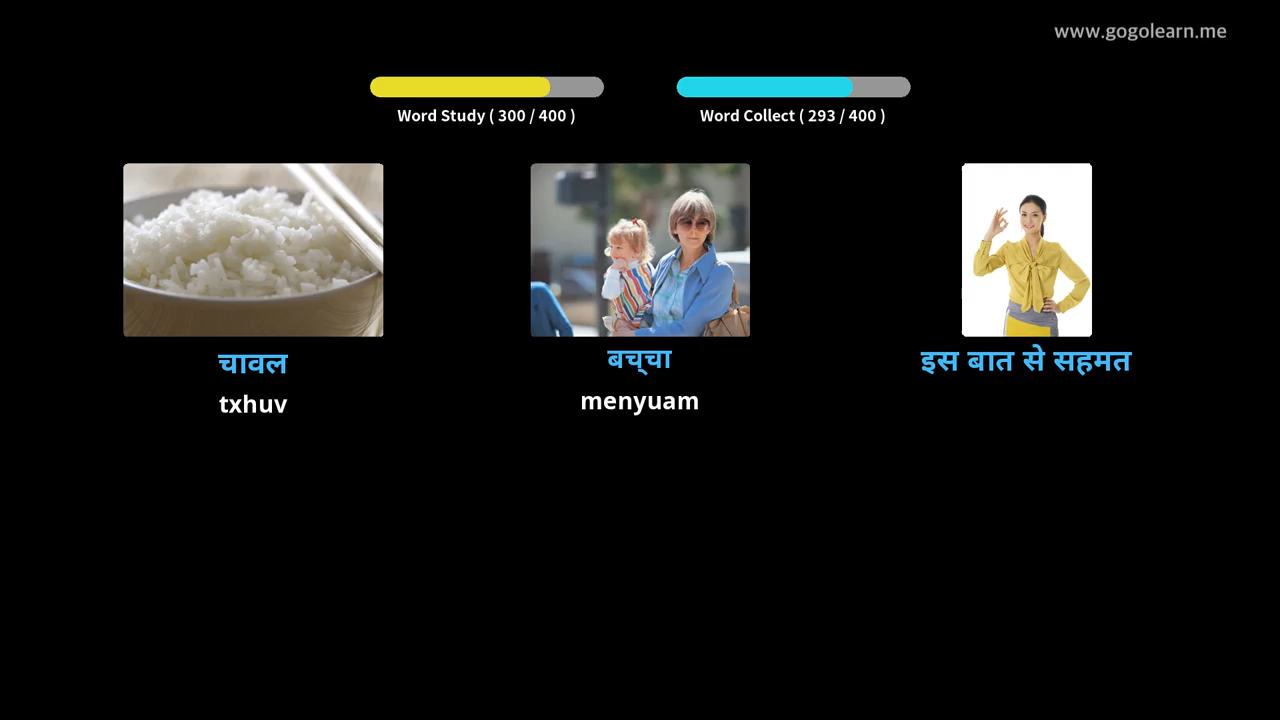 www.gogolearn.me
Word Study ( 300 / 400 )
Word Collect ( 293 / 400 )
चावल
txhuv
बच्चा
menyuam
इस बात से सहमत